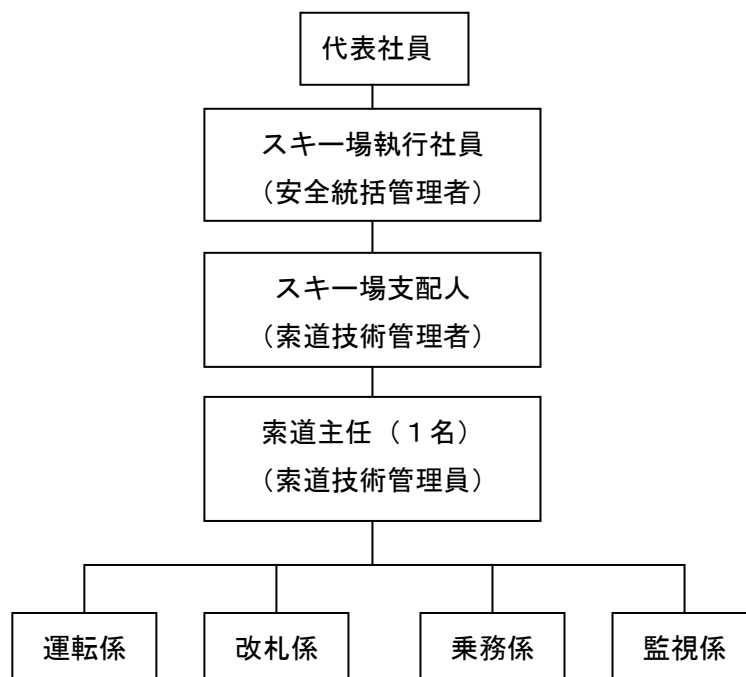 代表社員
スキー場執行社員
（安全統括管理者）
スキー場支配人
（索道技術管理者）
索道主任（１名）
（索道技術管理員）
運転係
改札係
乗務係
監視係